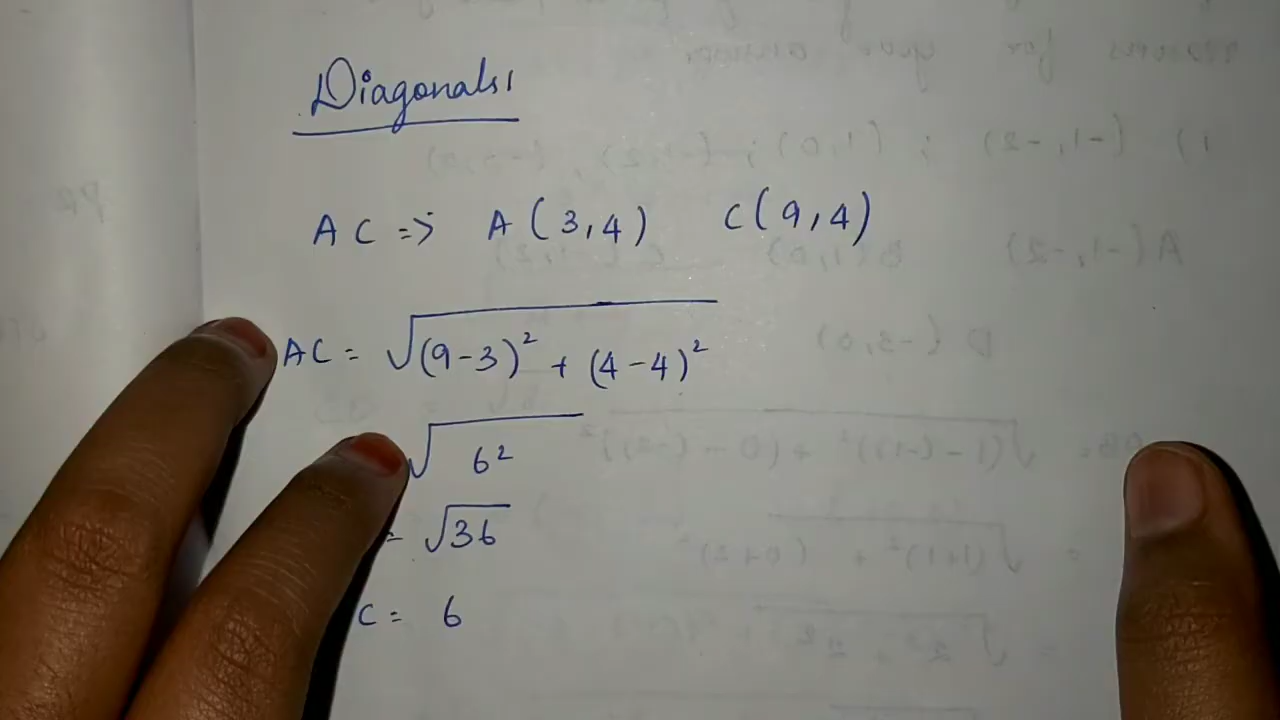 Diagonals:
AC => A(3,4) C(9,4)
AC = √(9-3)² + (4-4)²
√6²
= √36
C = 6